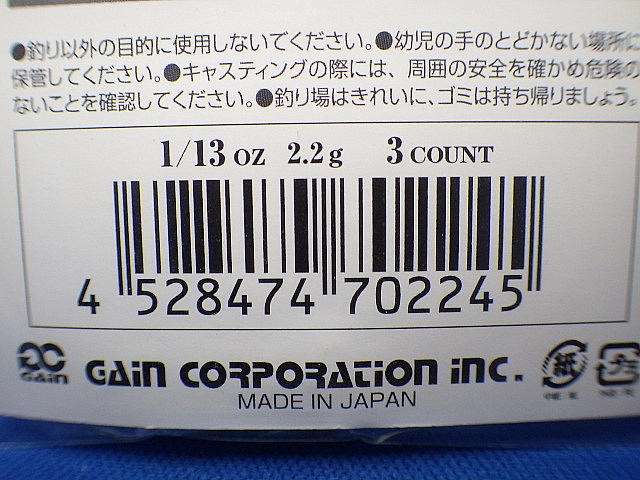 ●釣り以外の目的に使用しないでください。●幼児の手のとどかない場所に
保管してください。●キャスティングの際には、周囲の安全を確かめ危険の
ないことを確認してください。●釣り場はきれいに、ゴミは持ち帰りましょう。
1/13 OZ 2.2g 3 COUNT
4 528474 702245
GAIN
GAIN CORPORATION INC.
紙
プラ
MADE IN JAPAN